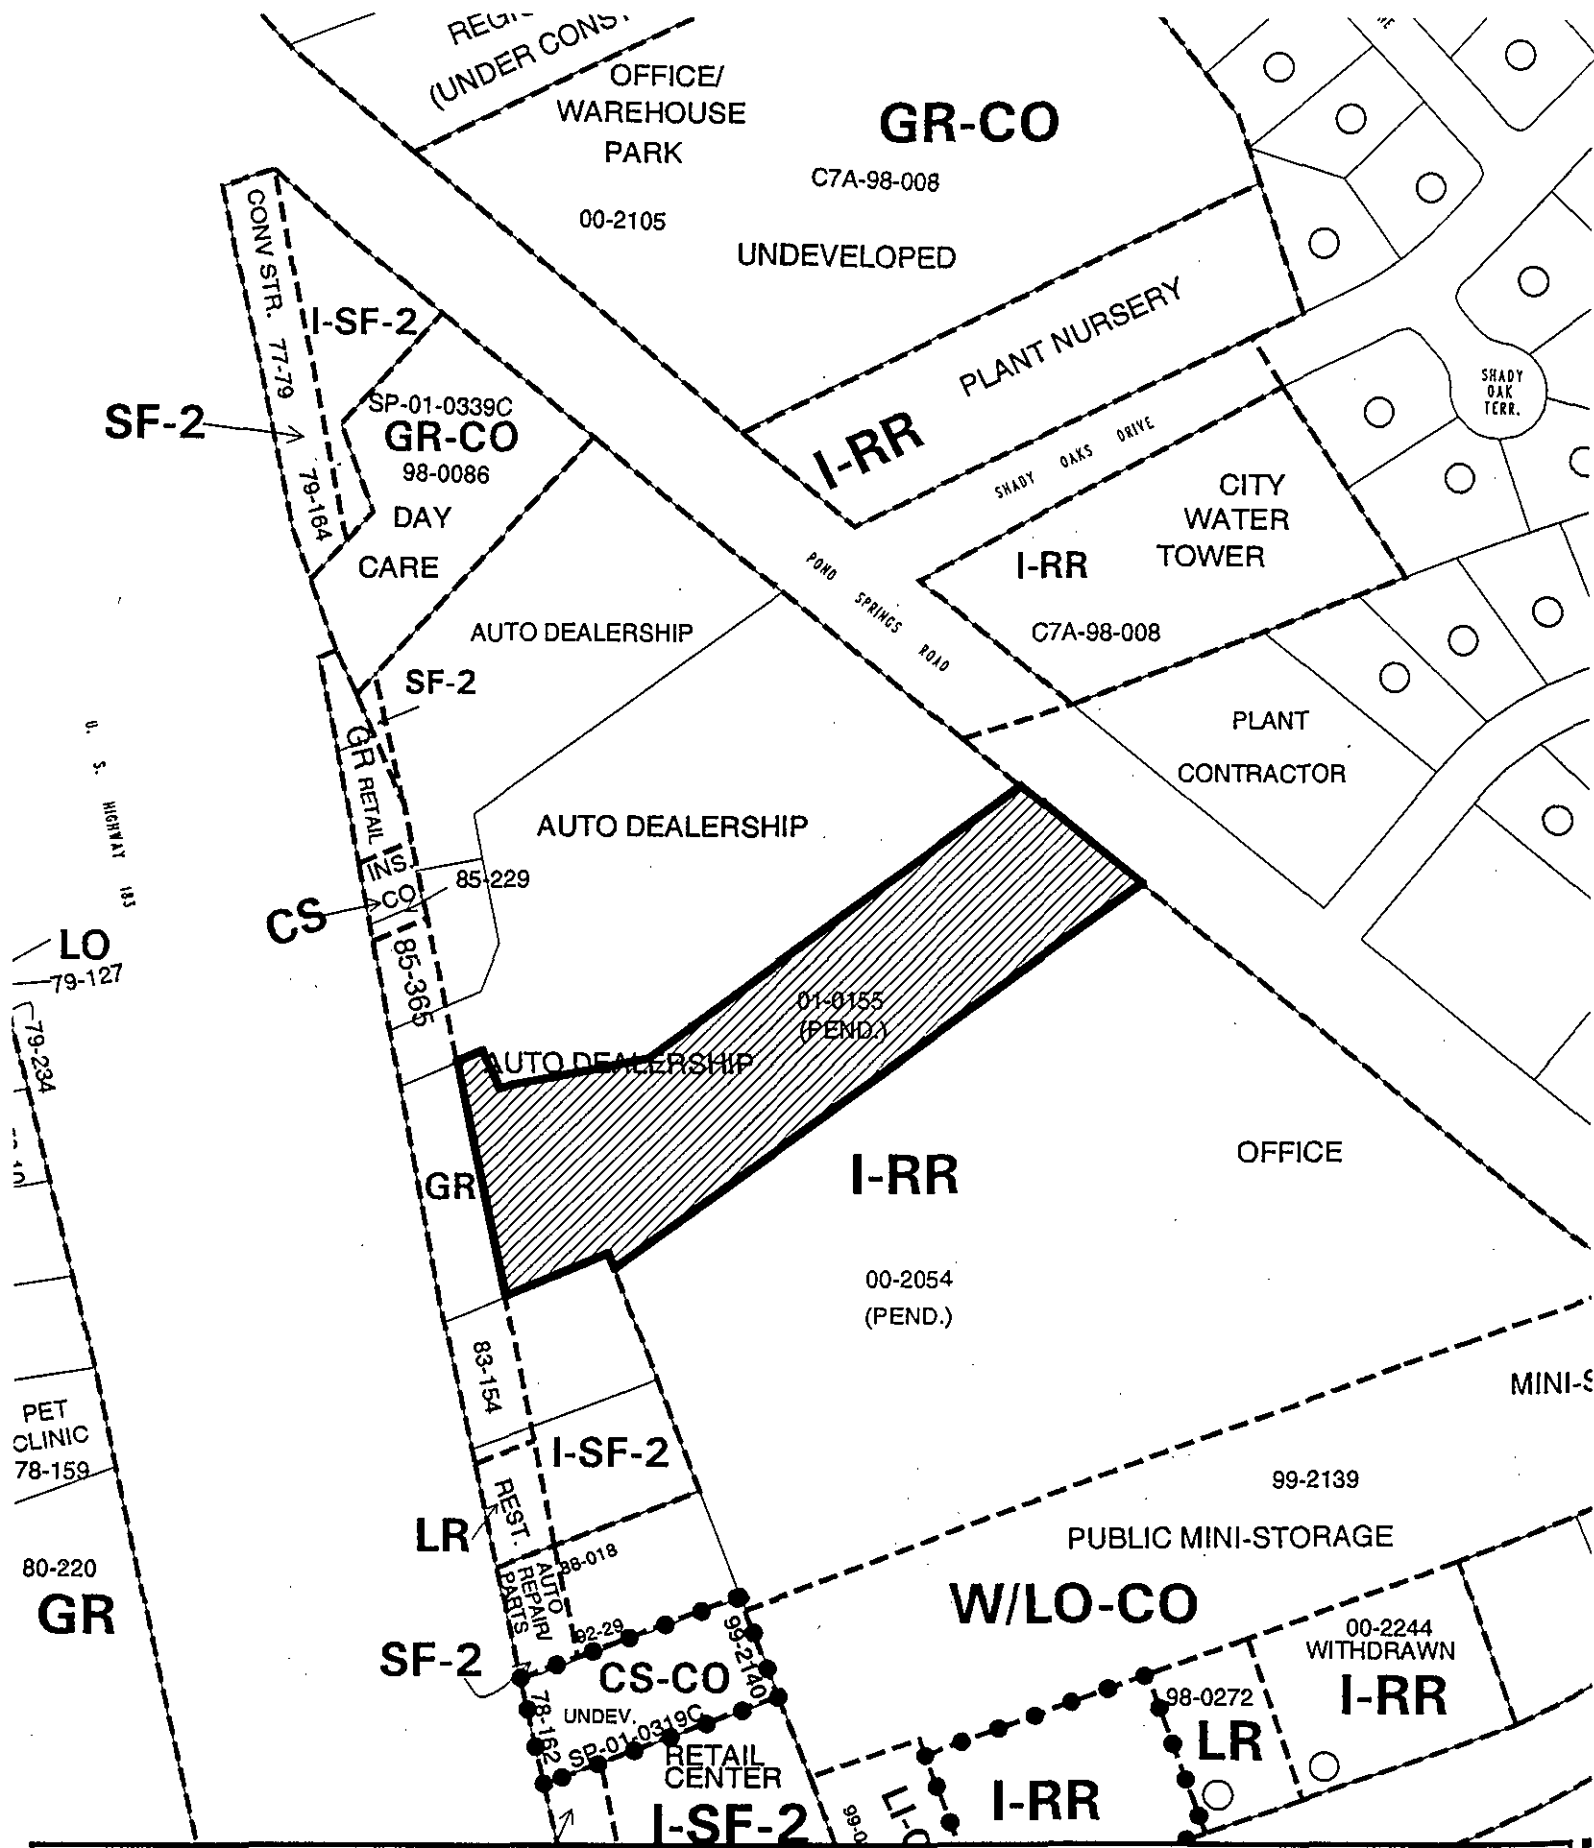 (UNDER CONST
OFFICE/
WAREHOUSE
PARK
GR-CO
C7A-98-008
00-2105
UNDEVELOPED
PLANT NURSERY
I-RR
SHADY OAKS DRIVE
SHADY
OAK
TERR.
CONV STR. 77-79
79-164
I-SF-2
SF-2
SP-01-0339C
GR-CO
98-0086
DAY
CARE
CITY
WATER
TOWER
I-RR
C7A-98-008
POND SPRINGS ROAD
AUTO DEALERSHIP
SF-2
PLANT
CONTRACTOR
U. S. HIGHWAY 183
GR RETAIL
AUTO DEALERSHIP
INS.
CO
85-229
CS
85-365
LO
79-127
79-234
01-0155
(PEND.)
AUTO DEALERSHIP
GR
I-RR
OFFICE
00-2054
(PEND.)
83-154
MINI-S
PET
CLINIC
78-159
I-SF-2
REST.
LR
99-2139
PUBLIC MINI-STORAGE
80-220
GR
AUTO
REPAIR/
PARTS
88-018
W/LO-CO
92-29
99-2140
SF-2
CS-CO
78-162
UNDEV.
SP-01-0319C
00-2244
WITHDRAWN
I-RR
98-0272
LR
RETAIL
CENTER
I-SF-2
99-0
LI-C
I-RR